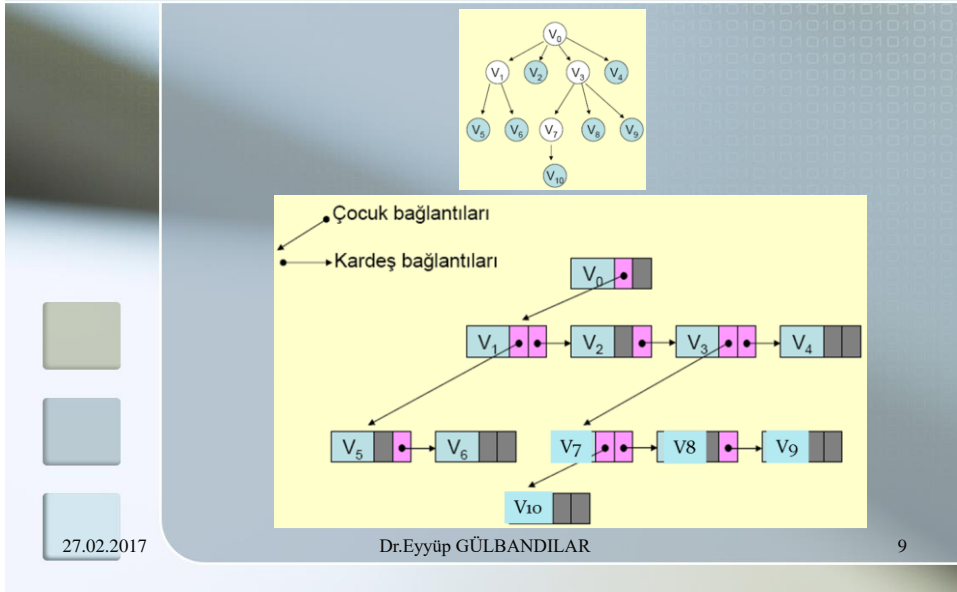 V0
V1 V2 V3 V4
V5 V6 V7 V8 V9
V10
Çocuk bağlantıları
Kardeş bağlantıları
V0
V1 V2 V3 V4
V5 V6 V7 V8 V9
V10
27.02.2017 Dr.Eyyüp GÜLBANDILAR 9